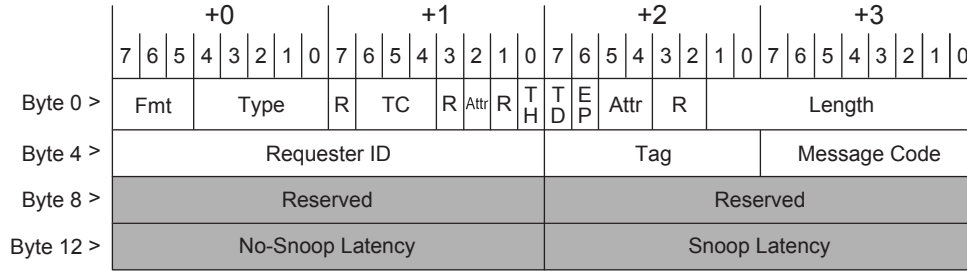 +0 +1 +2 +3
7 6 5 4 3 2 1 0 7 6 5 4 3 2 1 0 7 6 5 4 3 2 1 0 7 6 5 4 3 2 1 0
Byte 0 > Fmt Type R TC R Attr R TH TD EP Attr R Length
Byte 4 > Requester ID Tag Message Code
Byte 8 > Reserved Reserved
Byte 12 > No-Snoop Latency Snoop Latency